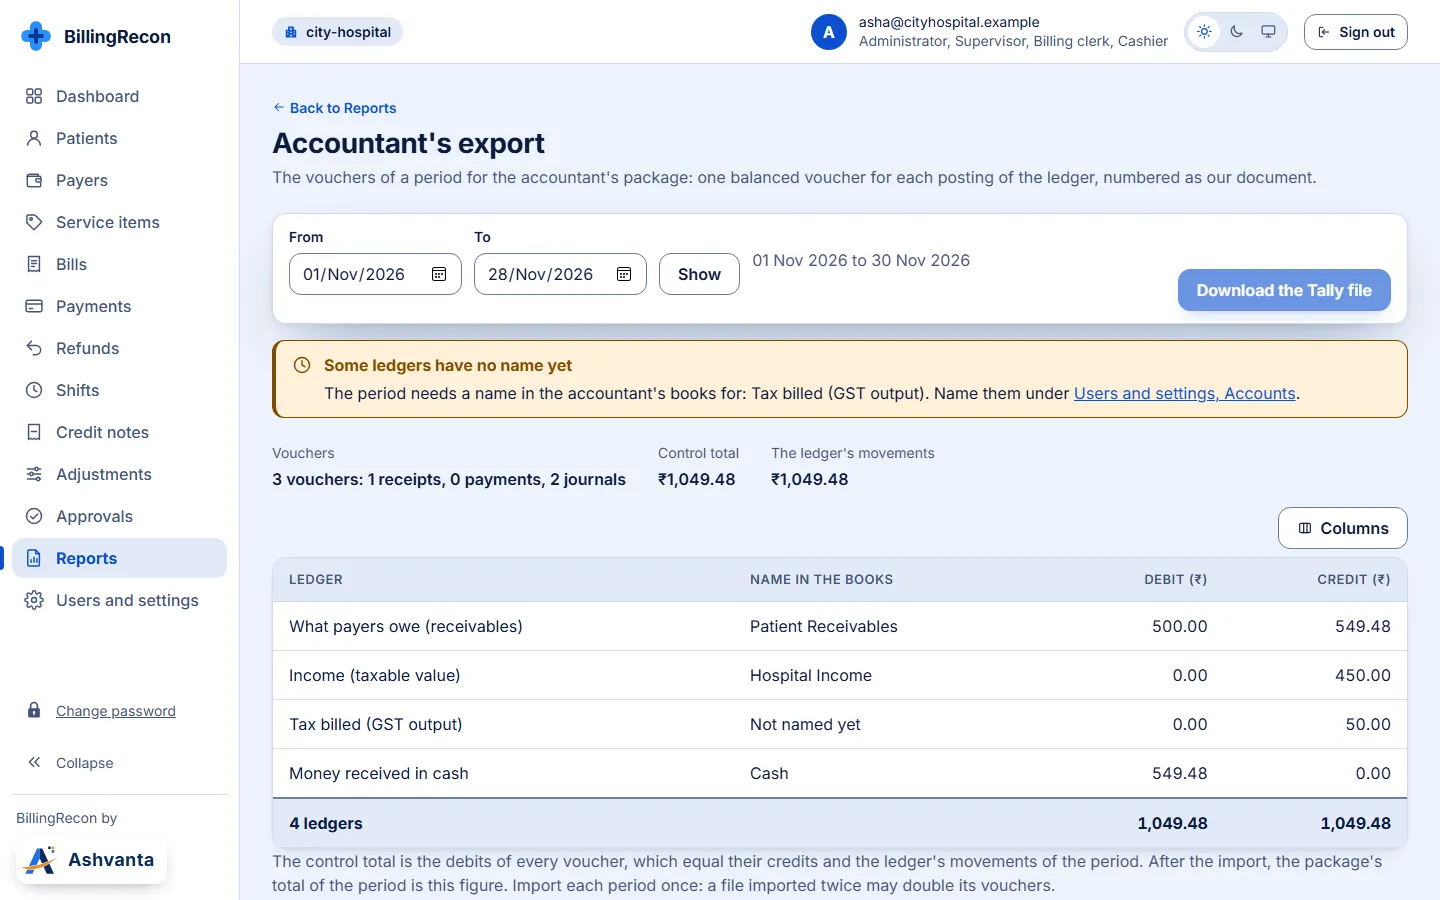 BillingRecon
city-hospital
A
asha@cityhospital.example
Administrator, Supervisor, Billing clerk, Cashier
Sign out
Dashboard
Patients
Payers
Service items
Bills
Payments
Refunds
Shifts
Credit notes
Adjustments
Approvals
Reports
Users and settings
Change password
Collapse
BillingRecon by
Ashvanta
Back to Reports
Accountant's export
The vouchers of a period for the accountant's package: one balanced voucher for each posting of the ledger, numbered as our document.
From To
01/Nov/2026 28/Nov/2026 Show 01 Nov 2026 to 30 Nov 2026
Download the Tally file
Some ledgers have no name yet
The period needs a name in the accountant's books for: Tax billed (GST output). Name them under Users and settings, Accounts.
Vouchers Control total The ledger's movements
3 vouchers: 1 receipts, 0 payments, 2 journals ₹1,049.48 ₹1,049.48
Columns
LEDGER NAME IN THE BOOKS DEBIT (₹) CREDIT (₹)
What payers owe (receivables) Patient Receivables 500.00 549.48
Income (taxable value) Hospital Income 0.00 450.00
Tax billed (GST output) Not named yet 0.00 50.00
Money received in cash Cash 549.48 0.00
4 ledgers 1,049.48 1,049.48
The control total is the debits of every voucher, which equal their credits and the ledger's movements of the period. After the import, the package's
total of the period is this figure. Import each period once: a file imported twice may double its vouchers.